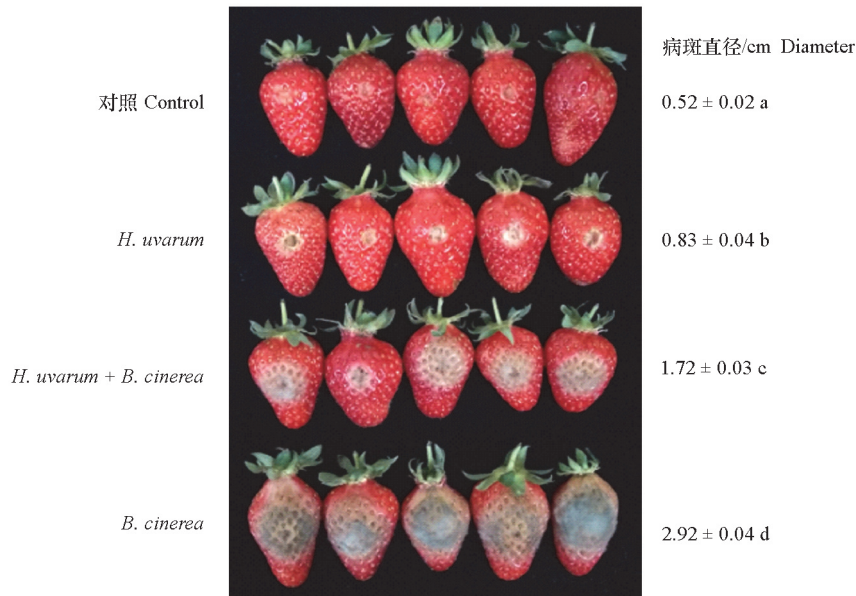 病斑直径/cm Diameter
对照 Control
0.52 ± 0.02 a
H. uvarum
0.83 ± 0.04 b
H. uvarum + B. cinerea
1.72 ± 0.03 c
B. cinerea
2.92 ± 0.04 d